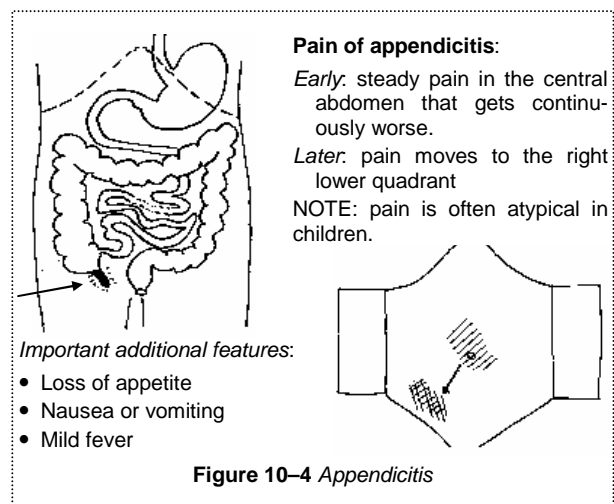 Pain of appendicitis:
Early: steady pain in the central
abdomen that gets continu-
ously worse.
Later: pain moves to the right
lower quadrant
NOTE: pain is often atypical in
children.
Important additional features:
• Loss of appetite
• Nausea or vomiting
• Mild fever
Figure 10–4 Appendicitis